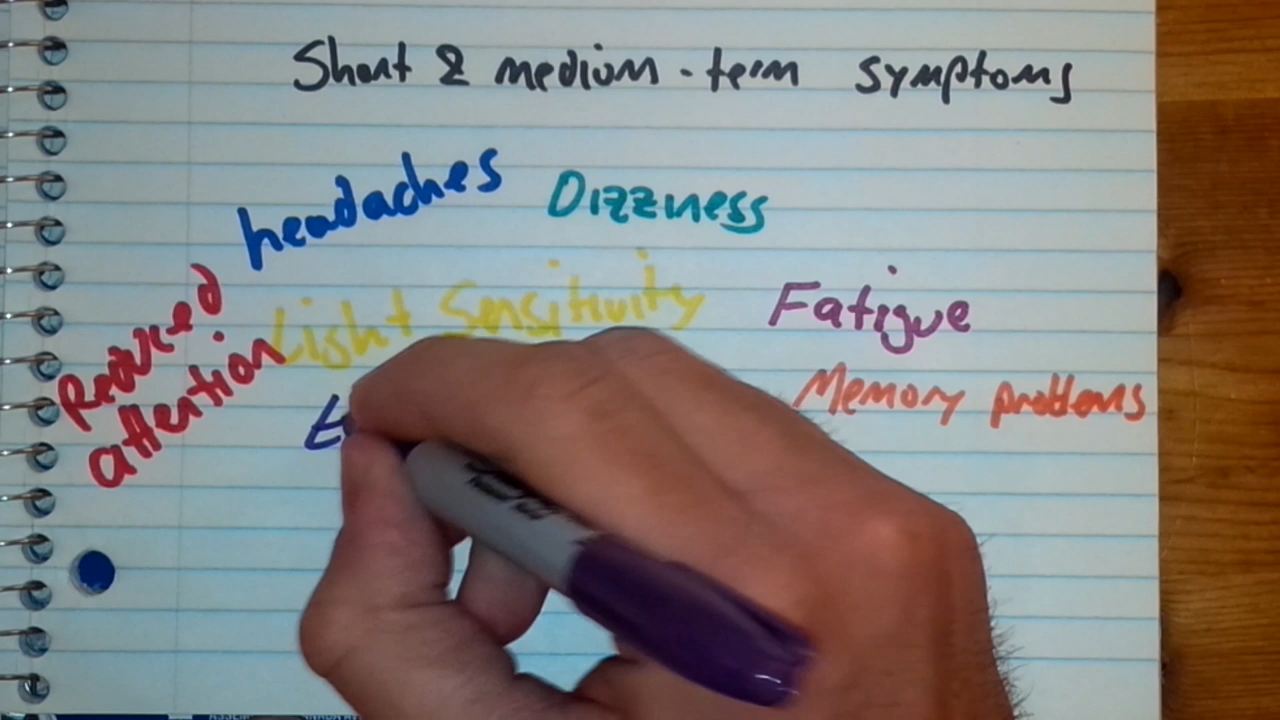 Short & medium-term symptoms
headaches
Dizziness
Reduced
attention
Light Sensitivity
Fatigue
Memory problems